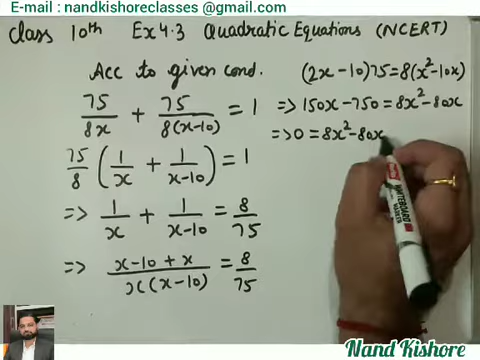 E-mail : nandkishoreclasses@gmail.com
Class 10th Ex 4.3 Quadratic Equations (NCERT)
Acc to given cond.
75/8x + 75/8(x-10) = 1
75/8 (1/x + 1/x-10) = 1
=> 1/x + 1/x-10 = 8/75
=> x-10+x/x(x-10) = 8/75
(2x-10)75 = 8(x²-10x)
=> 150x - 750 = 8x² - 80x
=> 0 = 8x² - 80x
WHITEBOARD MARKER
Nand Kishore